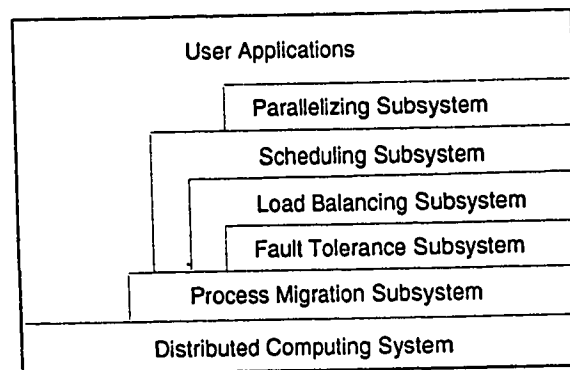 User Applications
Parallelizing Subsystem
Scheduling Subsystem
Load Balancing Subsystem
Fault Tolerance Subsystem
Process Migration Subsystem
Distributed Computing System